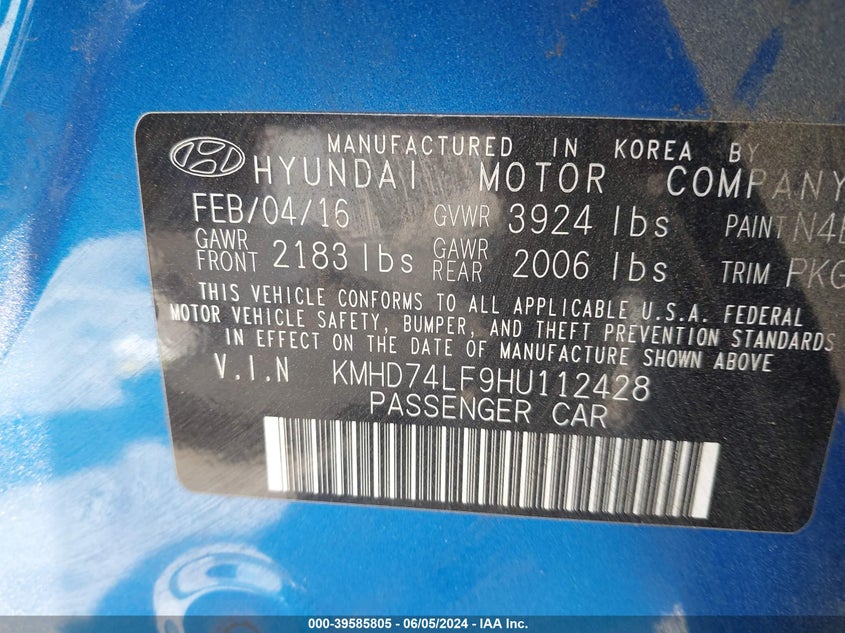 MANUFACTURED IN KOREA BY
HYUNDAI MOTOR COMPANY
FEB/04/16 GVWR 3924 lbs PAINT
GAWR FRONT 2183 lbs GAWR REAR 2006 lbs TRIM PKG
THIS VEHICLE CONFORMS TO ALL APPLICABLE U.S.A. FEDERAL
MOTOR VEHICLE SAFETY, BUMPER, AND THEFT PREVENTION STANDARDS
IN EFFECT ON THE DATE OF MANUFACTURE SHOWN ABOVE
V.I.N KMHD74LF9HU112428
PASSENGER CAR
000-39585805 - 06/05/2024 - IAA Inc.